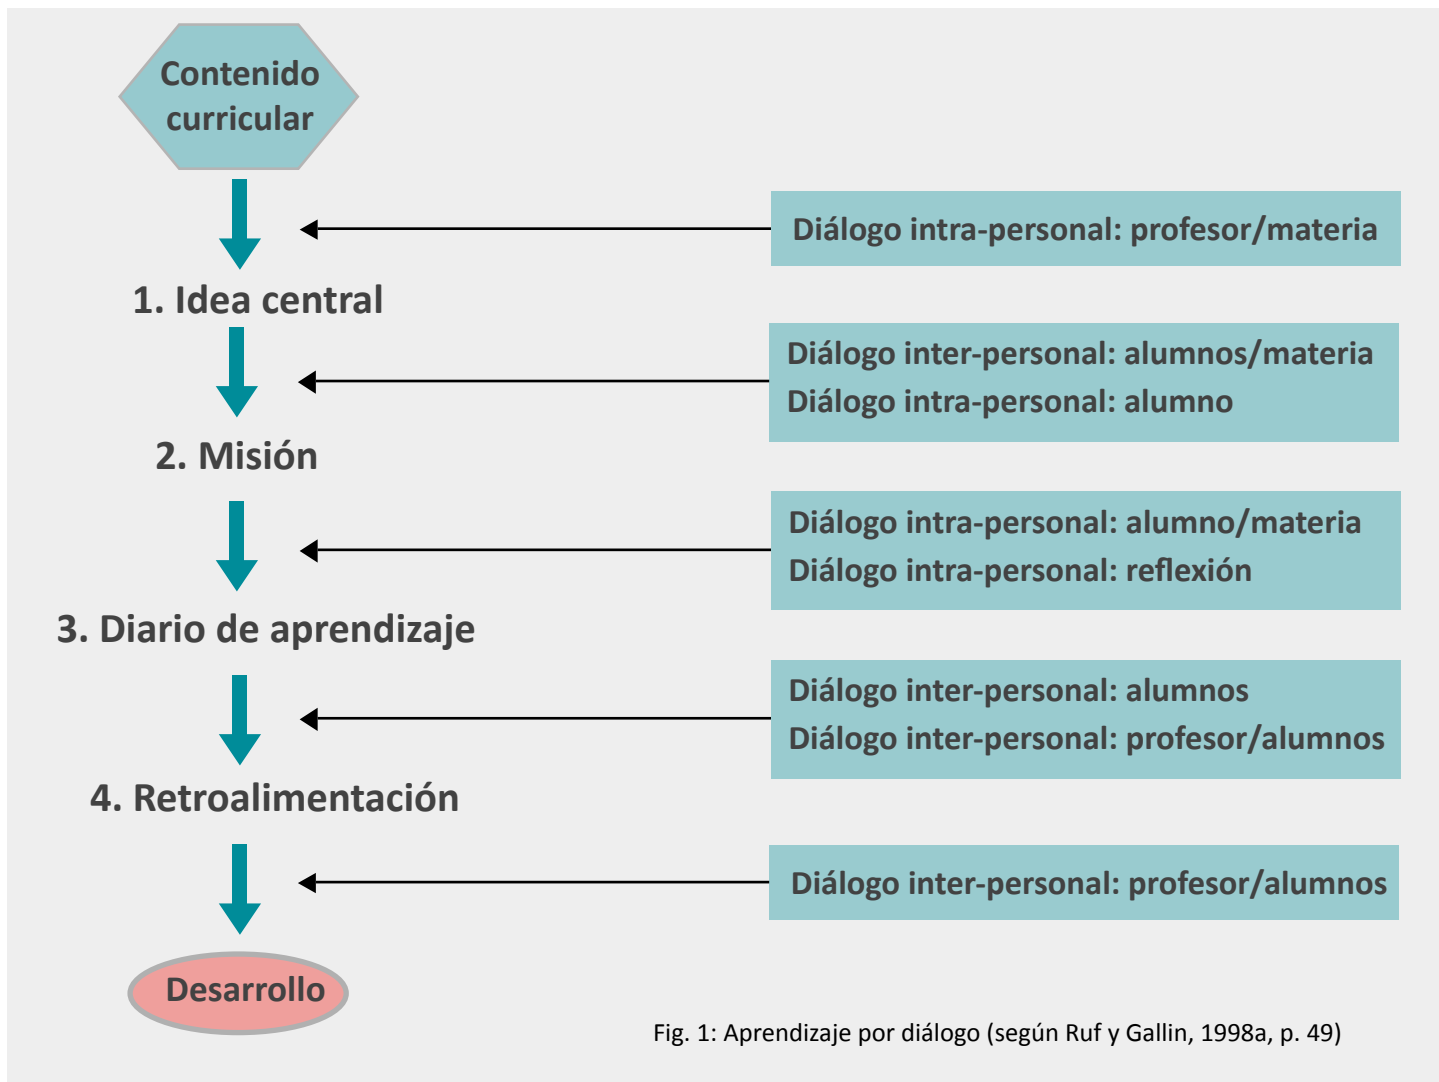 Contenido
curricular
Diálogo intra-personal: profesor/materia
1. Idea central
Diálogo inter-personal: alumnos/materia
Diálogo intra-personal: alumno
2. Misión
Diálogo intra-personal: alumno/materia
Diálogo intra-personal: reflexión
3. Diario de aprendizaje
Diálogo inter-personal: alumnos
Diálogo inter-personal: profesor/alumnos
4. Retroalimentación
Diálogo inter-personal: profesor/alumnos
Desarrollo
Fig. 1: Aprendizaje por diálogo (según Ruf y Gallin, 1998a, p. 49)